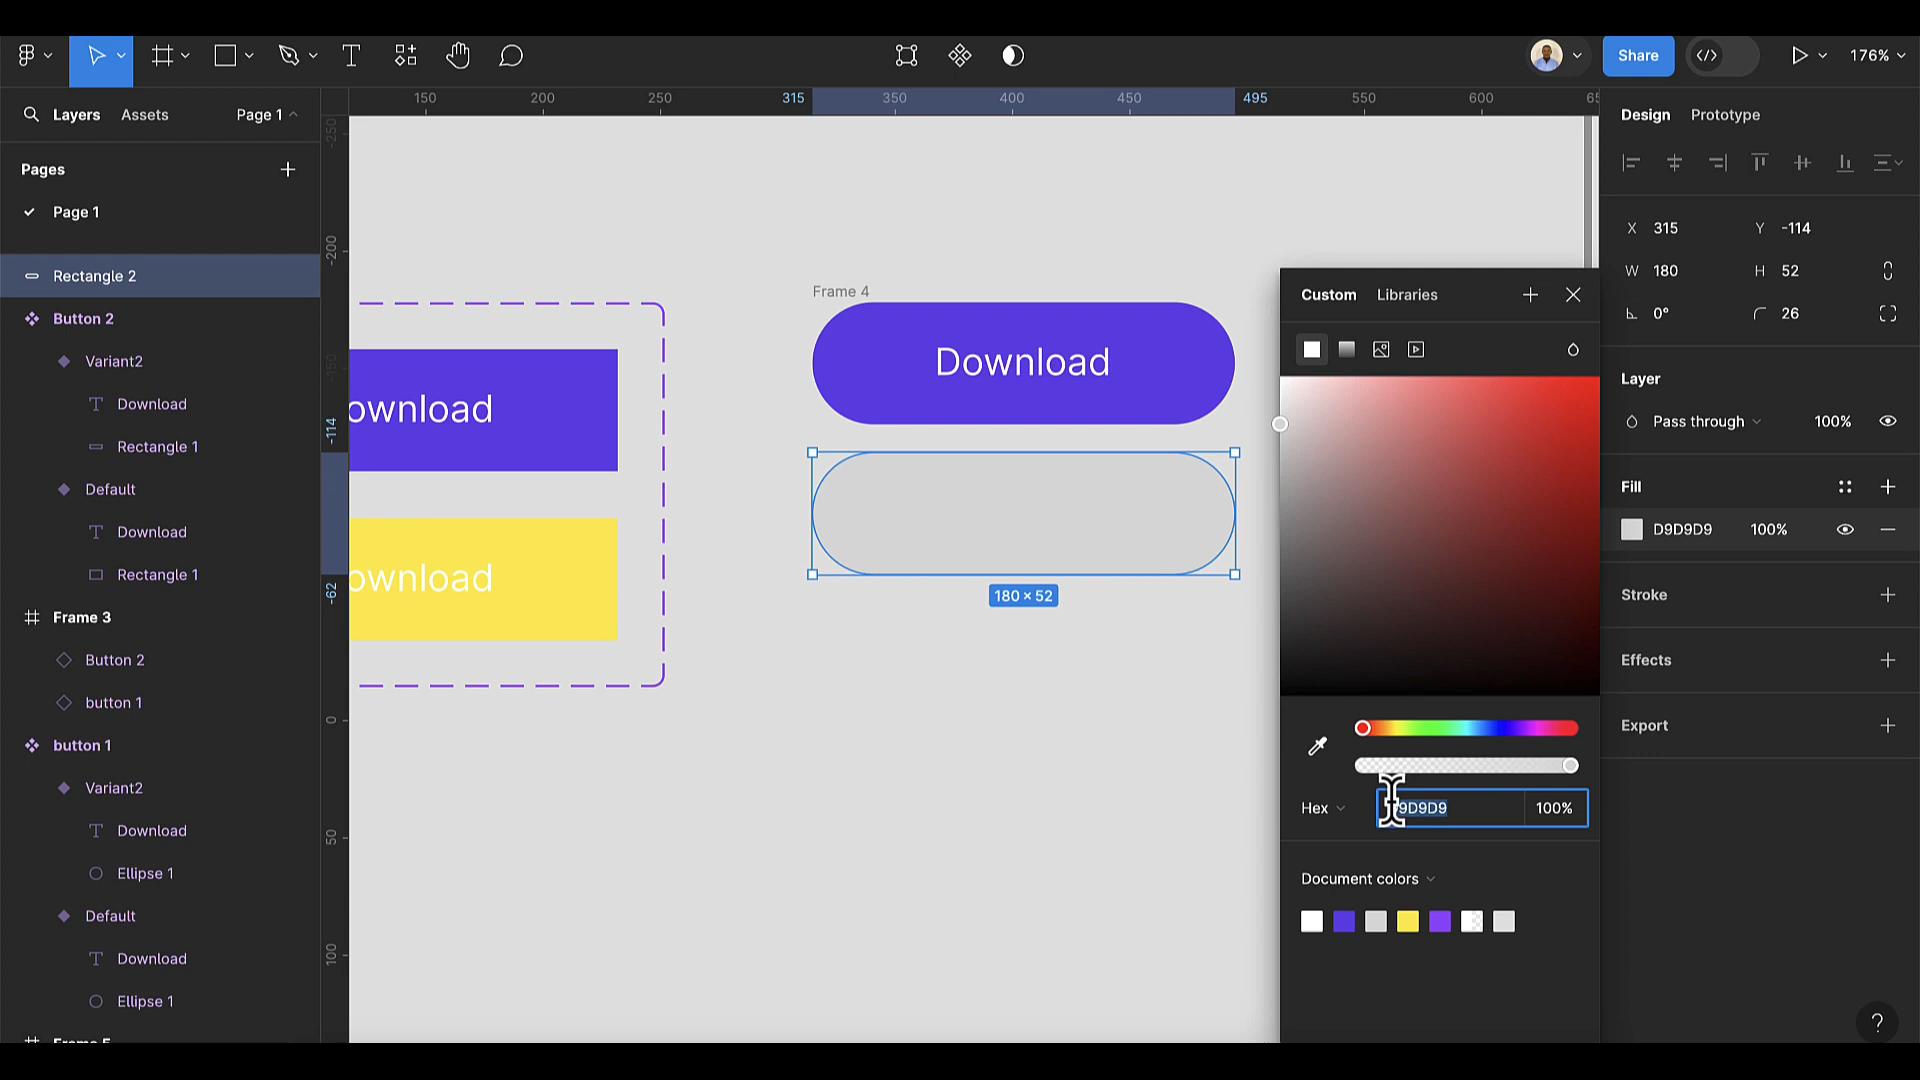 Share
176%
Layers
Assets
Page 1
150
200
250
315
350
400
450
495
550
600
65
Design
Prototype
Pages
Page 1
X 315
Y -114
W 180
H 52
0°
26
Rectangle 2
Button 2
Variant2
Download
Rectangle 1
Default
Download
Rectangle 1
Frame 3
Button 2
button 1
button 1
Variant2
Download
Ellipse 1
Default
Download
Ellipse 1
-250
-200
-150
-114
-62
0
50
100
ownload
ownload
Frame 4
Download
180 × 52
Custom
Libraries
Hex
9D9D9
100%
Document colors
Layer
Pass through
100%
Fill
D9D9D9
100%
Stroke
Effects
Export
?